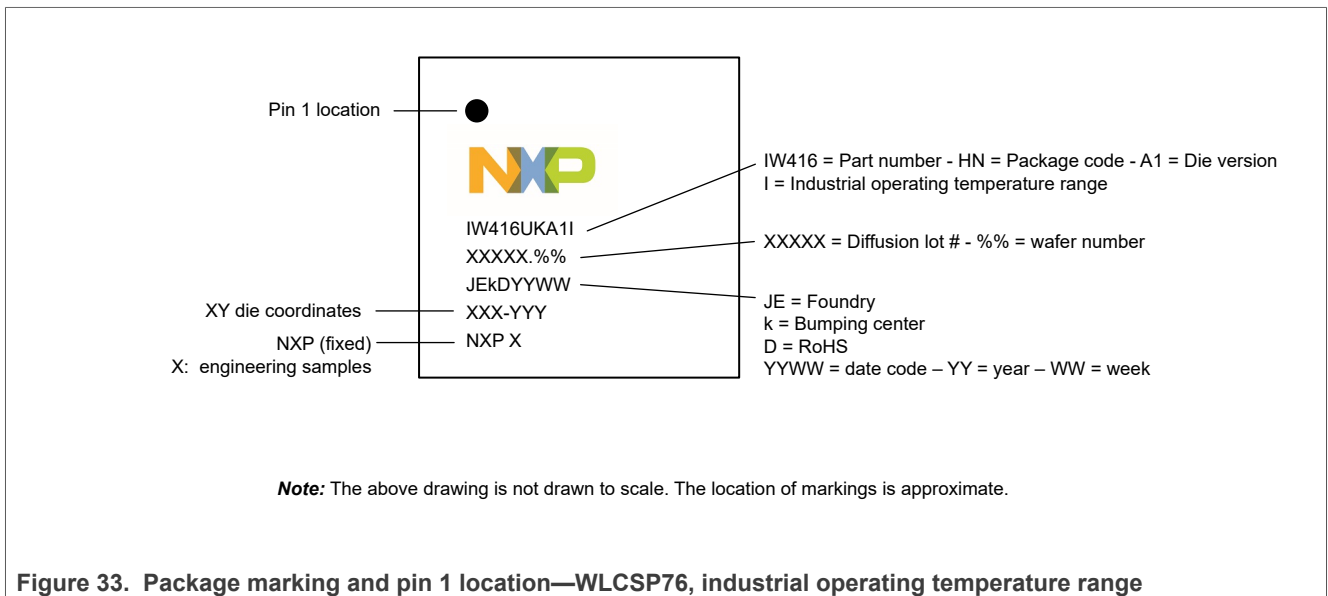 Pin 1 location
NXP
IW416 = Part number - HN = Package code - A1 = Die version
I = Industrial operating temperature range
IW416UKA1I
XXXXX.%%
XXXXX = Diffusion lot # - %% = wafer number
JEkDYYWW
JE = Foundry
k = Bumping center
D = RoHS
YYWW = date code – YY = year – WW = week
XY die coordinates
XXX-YYY
NXP (fixed)
X: engineering samples
NXP X
Note: The above drawing is not drawn to scale. The location of markings is approximate.
Figure 33. Package marking and pin 1 location—WLCSP76, industrial operating temperature range